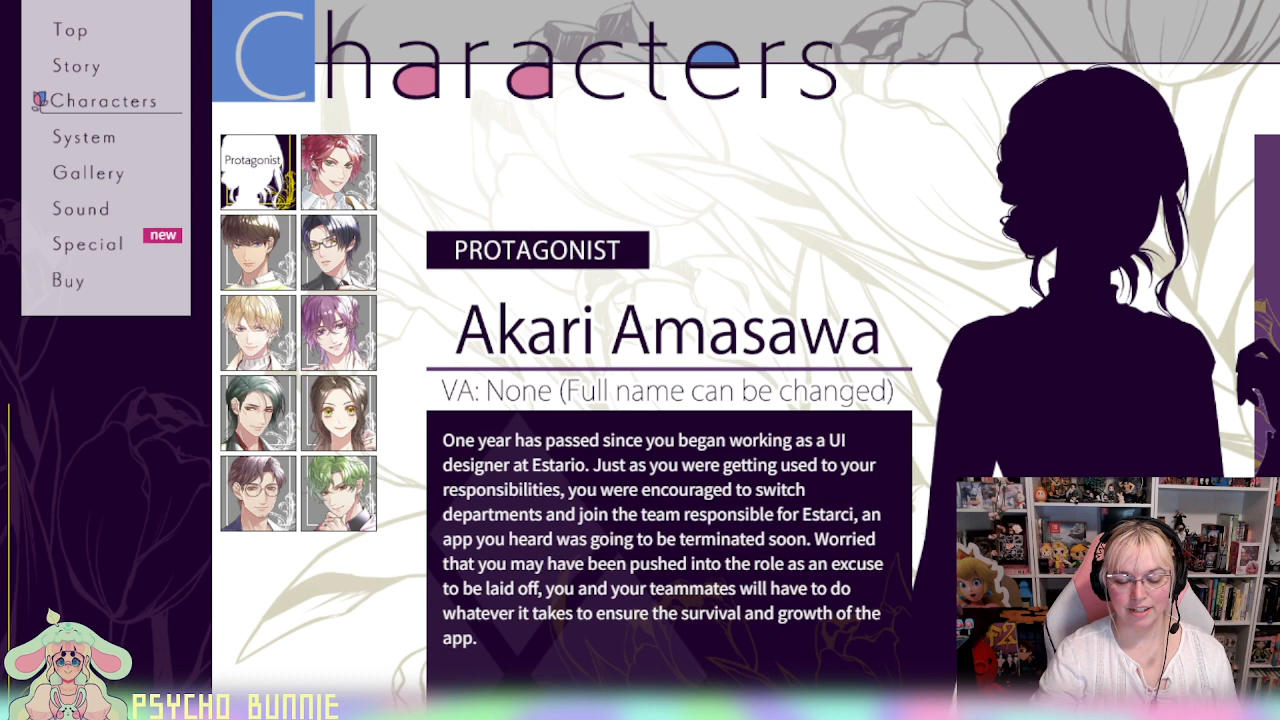 Top
Story
Characters
System
Gallery
Sound
Special
new
Buy
Characters
Protagonist
PROTAGONIST
Akari Amasawa
VA: None (Full name can be changed)
One year has passed since you began working as a UI
designer at Estario. Just as you were getting used to your
responsibilities, you were encouraged to switch
departments and join the team responsible for Estarci, an
app you heard was going to be terminated soon. Worried
that you may have been pushed into the role as an excuse
to be laid off, you and your teammates will have to do
whatever it takes to ensure the survival and growth of the
app.
PSYCHO BUNNIE